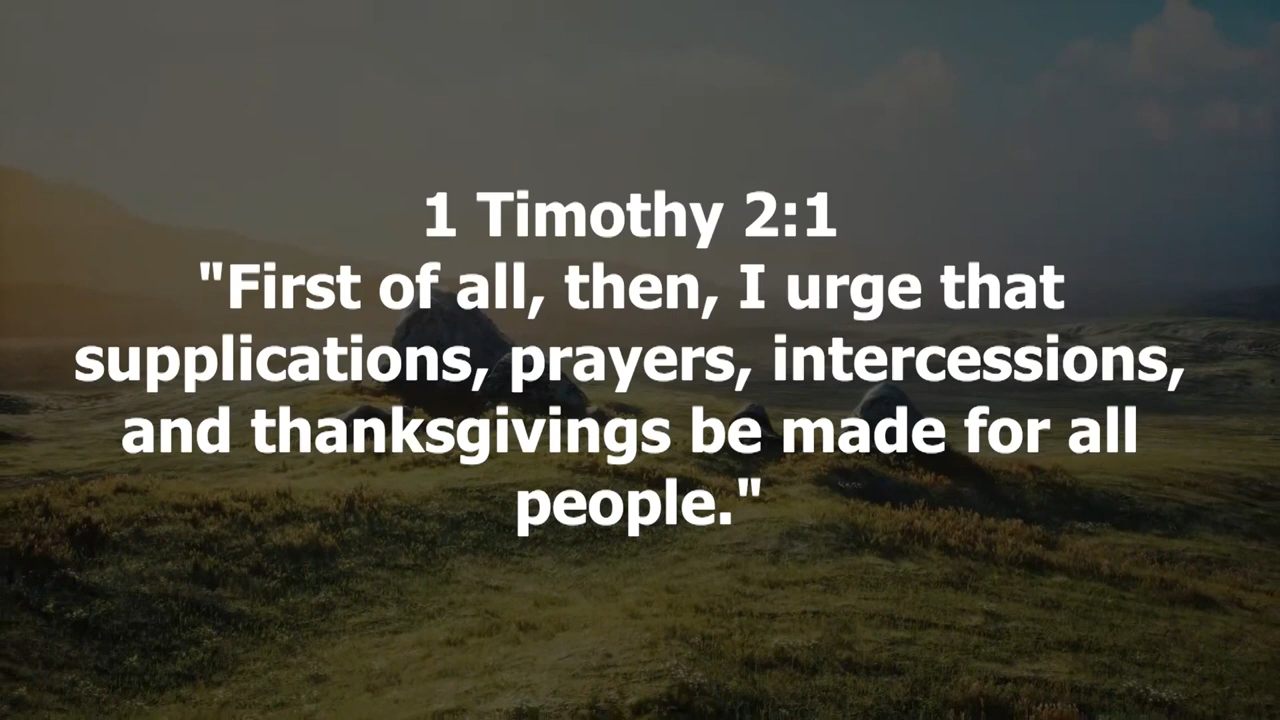 1 Timothy 2:1
"First of all, then, I urge that
supplications, prayers, intercessions,
and thanksgivings be made for all
people."